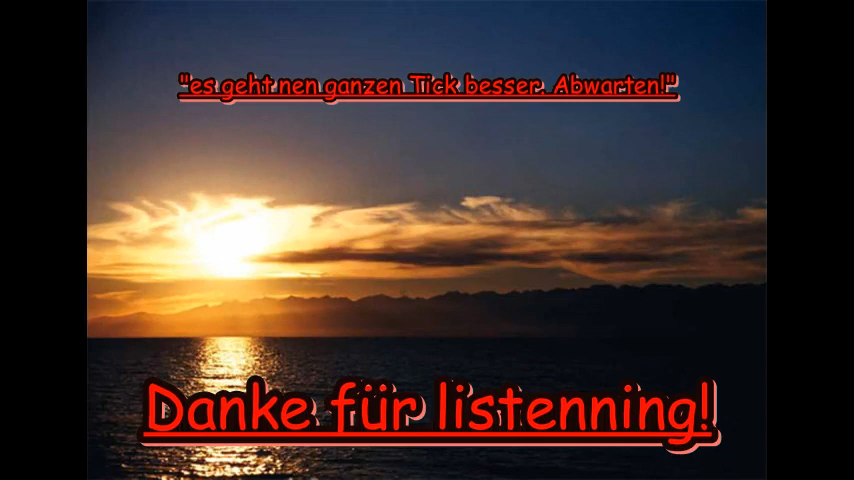 "es geht nen ganzen Tick besser. Abwarten!"
Danke für listenning!